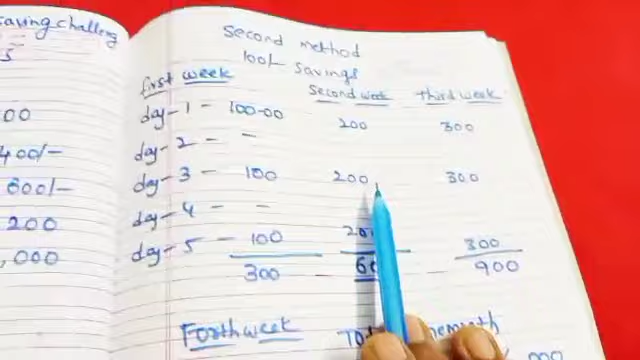 saving challeng
5
00
400/-
600/-
200
,000
Second method
100/- Savings
first week
Second week
Third week
day-1 - 100-00
200
300
day-2 - -
day-3 - 100
200
300
day-4 - -
day-5 - 100
300
300
900
Forthweek